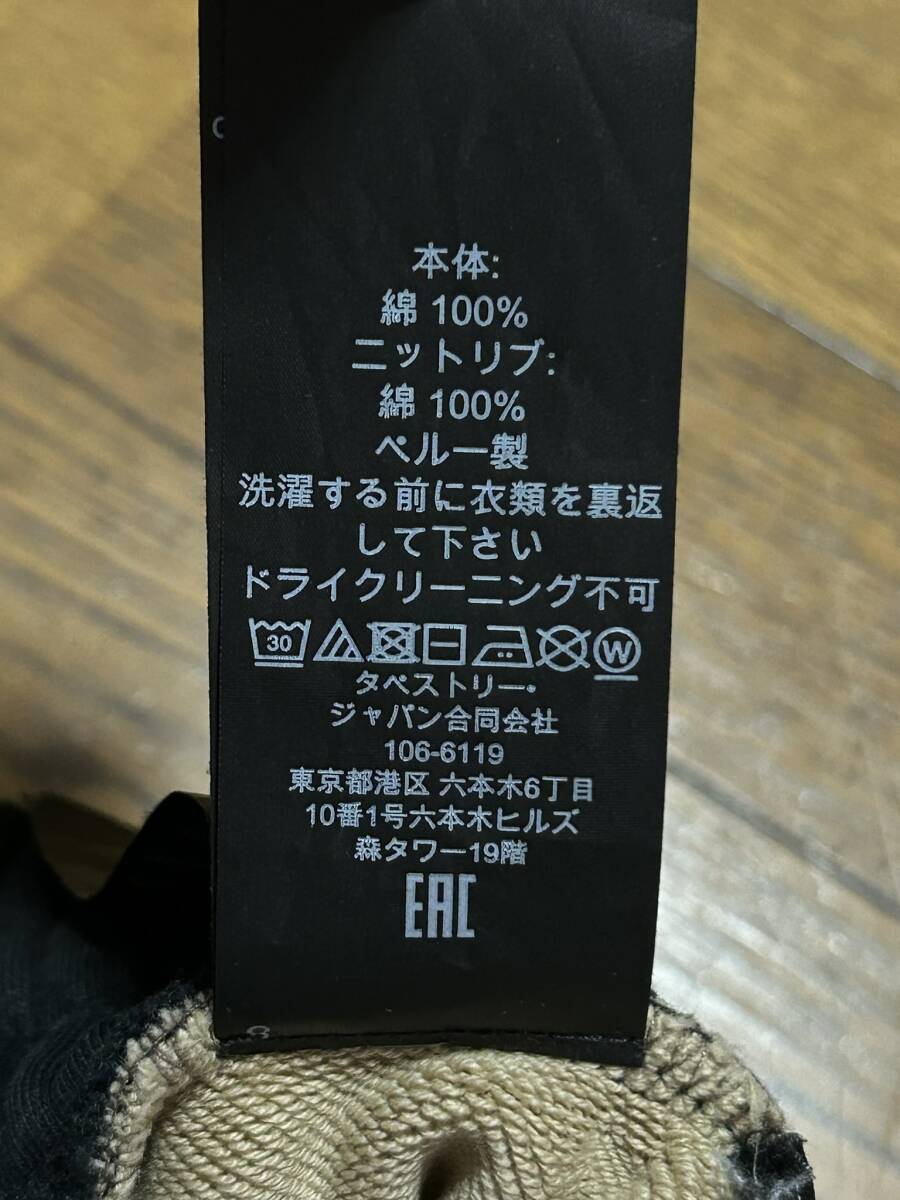 本体:
綿 100%
ニットリブ:
綿 100%
ペルー製
洗濯する前に衣類を裏返
して下さい
ドライクリーニング不可
30 W
タペストリー・
ジャパン合同会社
106-6119
東京都港区 六本木6丁目
10番1号六本木ヒルズ
森タワー19階
EAC